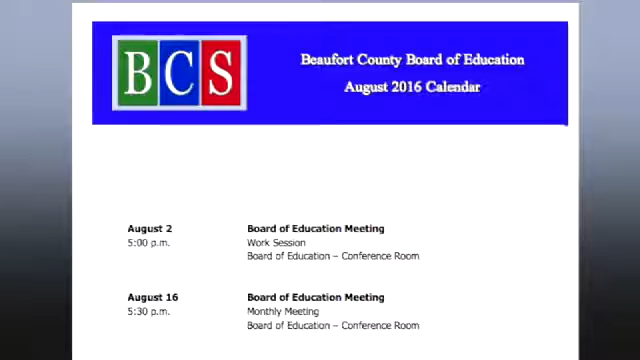 BCS
Beaufort County Board of Education
August 2016 Calendar
August 2
Board of Education Meeting
5:00 p.m.
Work Session
Board of Education – Conference Room
August 16
Board of Education Meeting
5:30 p.m.
Monthly Meeting
Board of Education – Conference Room